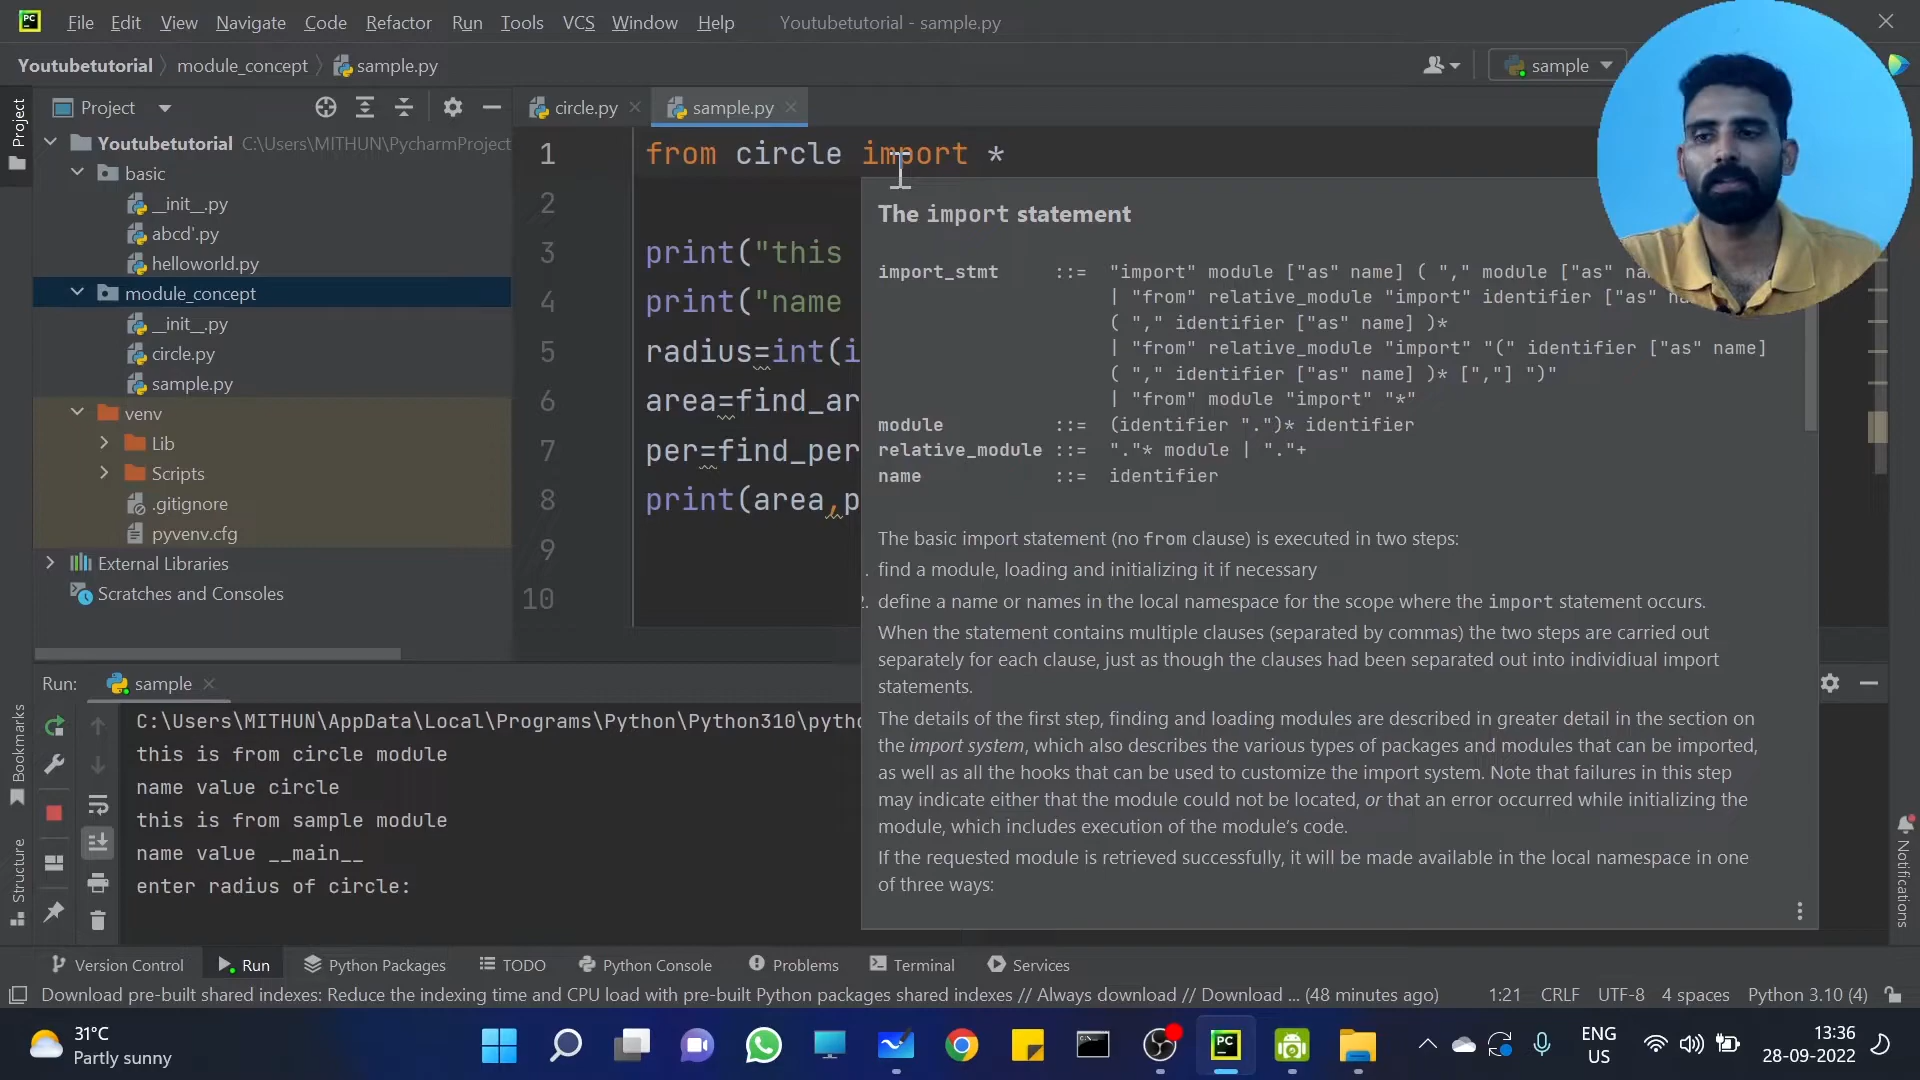 PC File Edit View Navigate Code Refactor Run Tools VCS Window Help Youtubetutorial - sample.py
Youtubetutorial module_concept sample.py sample
Project
Project circle.py sample.py
Youtubetutorial C:\Users\MITHUN\PycharmProject
basic
__init__.py
abcd'.py
helloworld.py
module_concept
__init__.py
circle.py
sample.py
venv
Lib
Scripts
.gitignore
pyvenv.cfg
External Libraries
Scratches and Consoles
1 from circle import *
2
3 print("this
4 print("name
5 radius=int(i
6 area=find_ar
7 per=find_per
8 print(area,p
9
10
The import statement
import_stmt ::= "import" module ["as" name] ( "," module ["as"
| "from" relative_module "import" identifier ["as"
( "," identifier ["as" name] )*
| "from" relative_module "import" "(" identifier ["as" name]
( "," identifier ["as" name] )* [","] ")"
| "from" module "import" "*"
module ::= (identifier ".")* identifier
relative_module ::= "."* module | "."+
name ::= identifier
The basic import statement (no from clause) is executed in two steps:
. find a module, loading and initializing it if necessary
2. define a name or names in the local namespace for the scope where the import statement occurs.
When the statement contains multiple clauses (separated by commas) the two steps are carried out
separately for each clause, just as though the clauses had been separated out into individiual import
statements.
The details of the first step, finding and loading modules are described in greater detail in the section on
the import system, which also describes the various types of packages and modules that can be imported,
as well as all the hooks that can be used to customize the import system. Note that failures in this step
may indicate either that the module could not be located, or that an error occurred while initializing the
module, which includes execution of the module's code.
If the requested module is retrieved successfully, it will be made available in the local namespace in one
of three ways:
Run: sample
C:\Users\MITHUN\AppData\Local\Programs\Python\Python310\pytho
this is from circle module
name value circle
this is from sample module
name value __main__
enter radius of circle:
Bookmarks
Structure
Notifications
Version Control Run Python Packages TODO Python Console Problems Terminal Services
Download pre-built shared indexes: Reduce the indexing time and CPU load with pre-built Python packages shared indexes // Always download // Download ... (48 minutes ago) 1:21 CRLF UTF-8 4 spaces Python 3.10 (4)
31°C
Partly sunny
ENG
US
13:36
28-09-2022